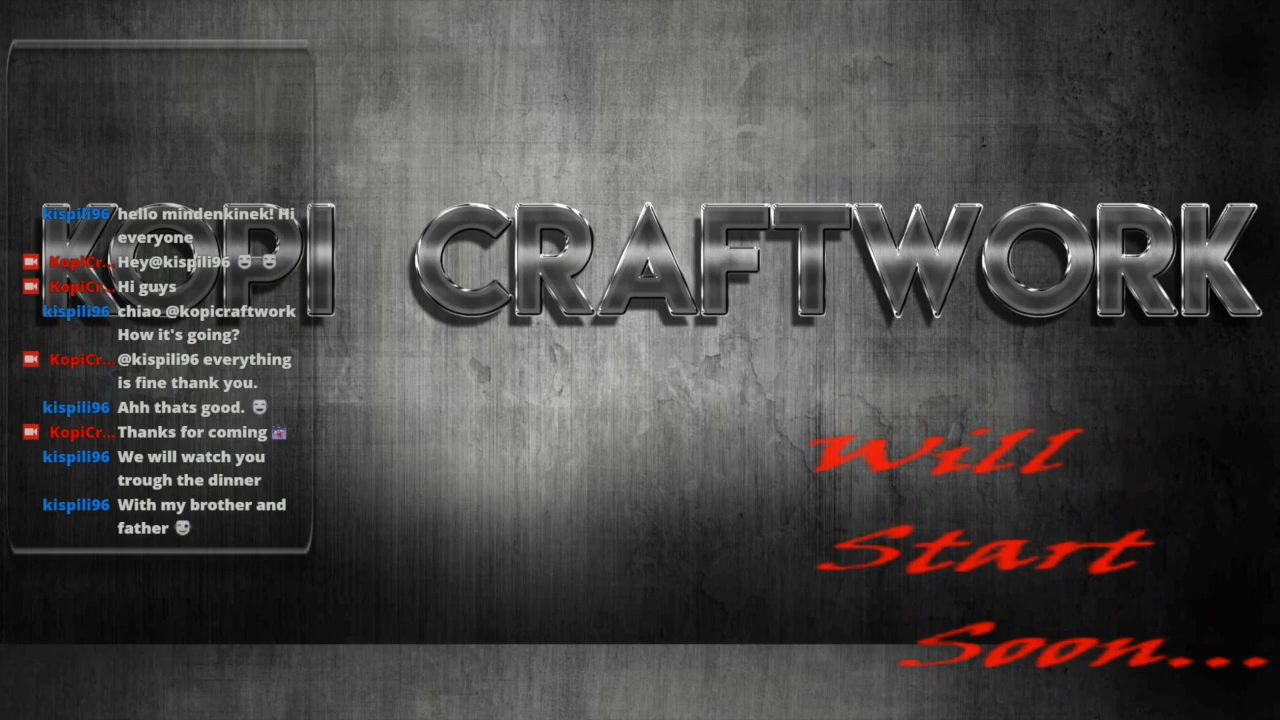 KOPI CRAFTWORK
kispili96 hello mindenkinek! Hi
everyone
KopiCr... Hey@kispili96
KopiCr... Hi guys
kispili96 chiao @kopicraftwork
How it's going?
KopiCr... @kispili96 everything
is fine thank you.
kispili96 Ahh thats good.
KopiCr... Thanks for coming
kispili96 We will watch you
trough the dinner
kispili96 With my brother and
father
Will
Start
Soon...